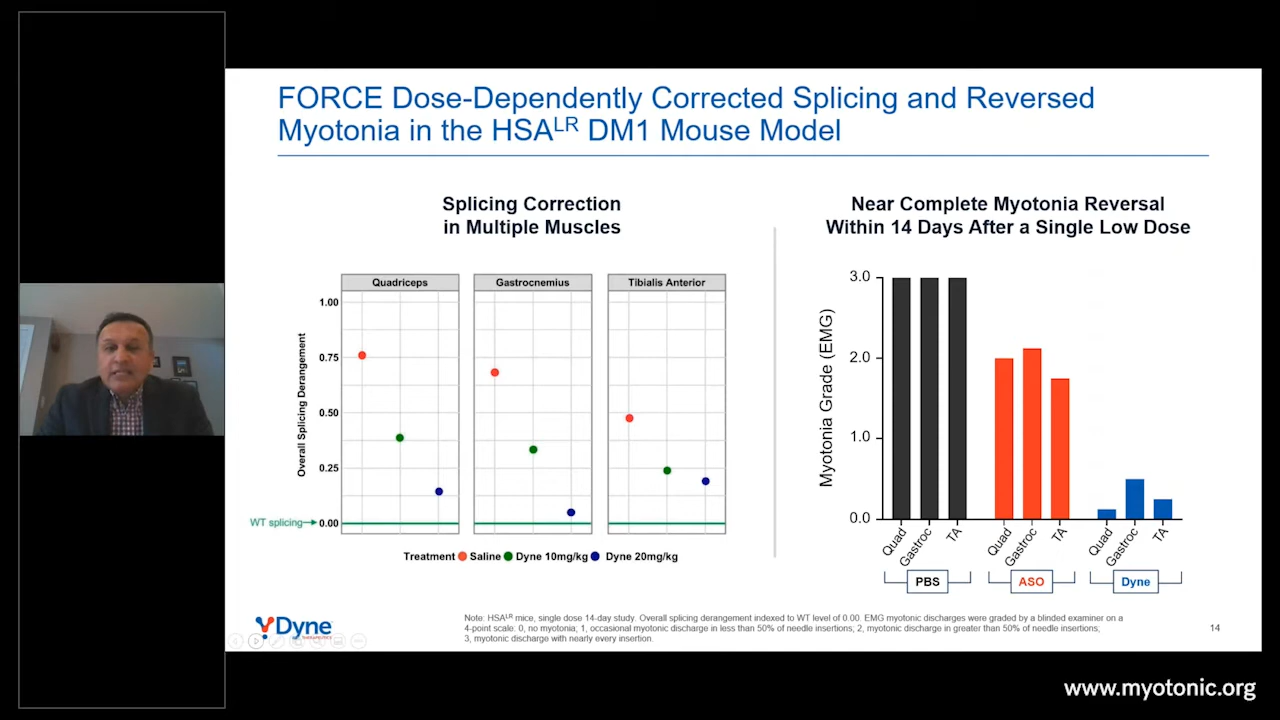 FORCE Dose-Dependently Corrected Splicing and Reversed
Myotonia in the HSALR DM1 Mouse Model
Splicing Correction
in Multiple Muscles
Quadriceps
Gastrocnemius
Tibialis Anterior
Overall Splicing Derangement
1.00
0.75
0.50
0.25
0.00
WT splicing
Treatment Saline Dyne 10mg/kg Dyne 20mg/kg
Near Complete Myotonia Reversal
Within 14 Days After a Single Low Dose
Myotonia Grade (EMG)
3.0
2.0
1.0
0.0
Quad Gastroc TA Quad Gastroc TA Quad Gastroc TA
PBS ASO Dyne
Dyne
THERAPEUTICS
Note: HSALR mice, single dose 14-day study. Overall splicing derangement indexed to WT level of 0.00. EMG myotonic discharges were graded by a blinded examiner on a
4-point scale: 0, no myotonia; 1, occasional myotonic discharge in less than 50% of needle insertions; 2, myotonic discharge in greater than 50% of needle insertions;
3, myotonic discharge with nearly every insertion.
14
www.myotonic.org